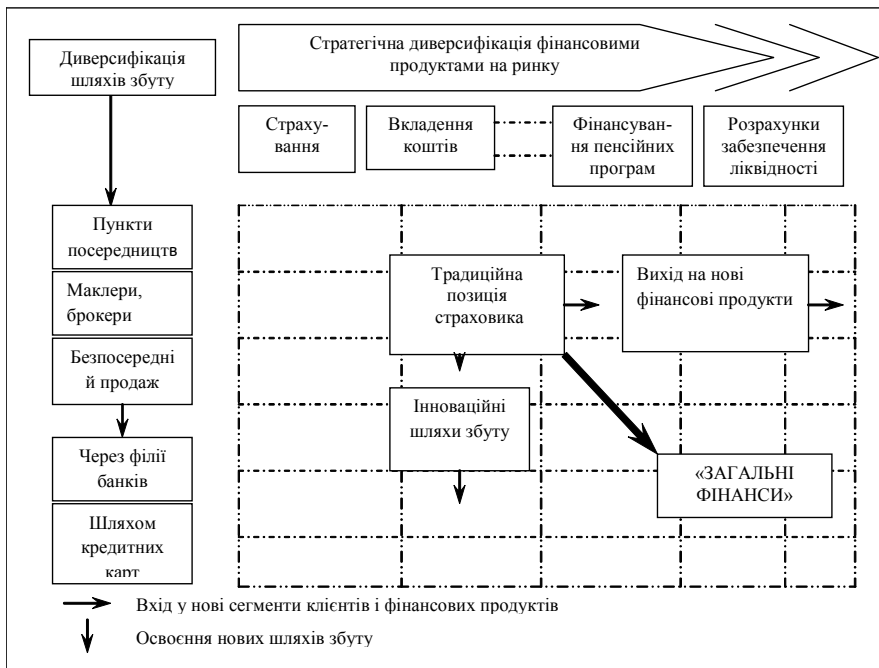 Диверсифікація
шляхів збуту
Стратегічна диверсифікація фінансовими
продуктами на ринку
Страху-
вання
Вкладення
коштів
Фінансуван-
ня пенсійних
програм
Розрахунки
забезпечення
ліквідності
Пункти
посередництв
Маклери,
брокери
Безпосередні
й продаж
Через філії
банків
Шляхом
кредитних
карт
Традиційна
позиція
страховика
Вихід на нові
фінансові продукти
Інноваційні
шляхи збуту
«ЗАГАЛЬНІ
ФІНАНСИ»
Вхід у нові сегменти клієнтів і фінансових продуктів
Освоєння нових шляхів збуту